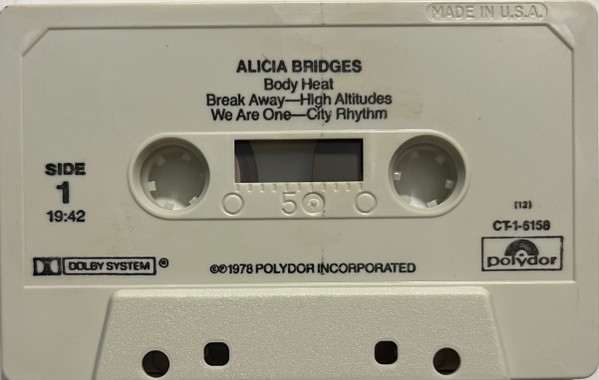 MADE IN U.S.A.
ALICIA BRIDGES
Body Heat
Break Away—High Altitudes
We Are One—City Rhythm
SIDE
1
19:42
50
(12)
CT-1-6158
polydor
DOLBY SYSTEM ®
©℗1978 POLYDOR INCORPORATED